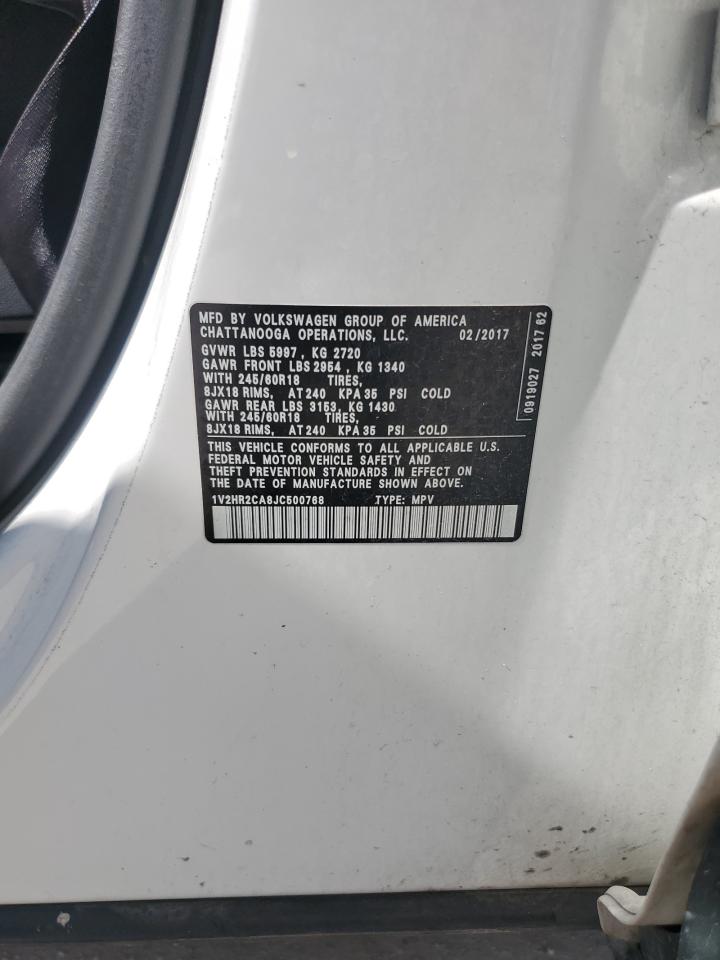 MFD BY VOLKSWAGEN GROUP OF AMERICA
CHATTANOOGA OPERATIONS, LLC. 02/2017
GVWR LBS 5997 , KG 2720
GAWR FRONT LBS 2954 , KG 1340
WITH 245/60R18 TIRES,
8JX18 RIMS, AT 240 KPA 35 PSI COLD
GAWR REAR LBS 3153, KG 1430
WITH 245/60R18 TIRES,
8JX18 RIMS, AT 240 KPA 35 PSI COLD
THIS VEHICLE CONFORMS TO ALL APPLICABLE U.S.
FEDERAL MOTOR VEHICLE SAFETY AND
THEFT PREVENTION STANDARDS IN EFFECT ON
THE DATE OF MANUFACTURE SHOWN ABOVE.
1V2HR2CA8JC500768 TYPE: MPV
0919027 2017 62